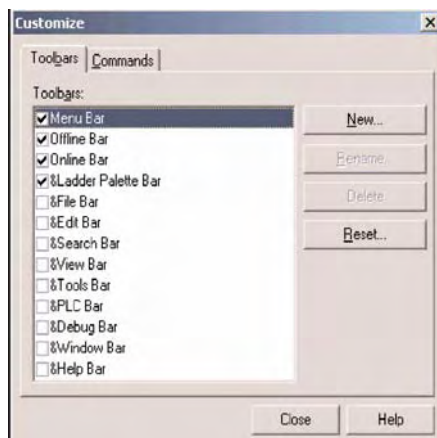 Customize
Toolbars
Commands
Toolbars:
Menu Bar
Offline Bar
Online Bar
&Ladder Palette Bar
&File Bar
&Edit Bar
&Search Bar
&View Bar
&Tools Bar
&PLC Bar
&Debug Bar
&Window Bar
&Help Bar
New...
Rename...
Delete
Reset...
Close
Help